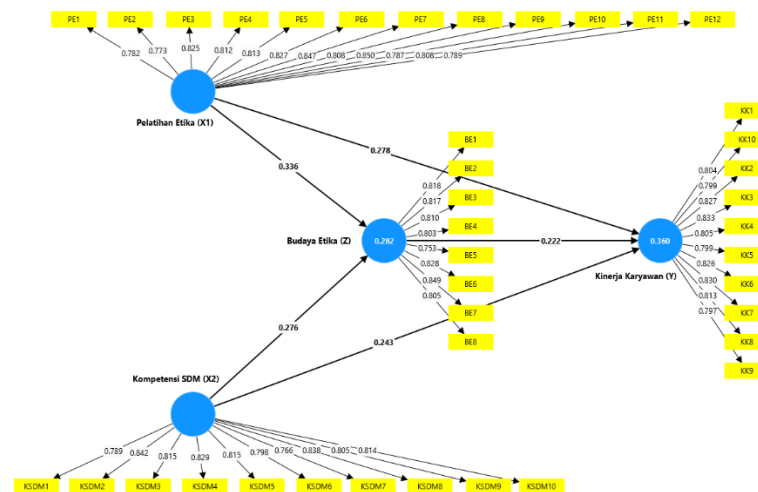 PE1 PE2 PE3 PE4 PE5 PE6 PE7 PE8 PE9 PE10 PE11 PE12
0.782 0.773 0.825 0.812 0.813 0.827 0.847 0.808 0.850 0.787 0.808 0.789
Pelatihan Etika (X1)
0.278
0.336
BE1
BE2
BE3
BE4
BE5
BE6
BE7
BE8
0.818
0.817
0.810
0.803
0.753
0.828
0.849
0.805
Budaya Etika (Z)
0.282
0.222
KK1
KK10
KK2
KK3
KK4
KK5
KK6
KK7
KK8
KK9
0.804
0.799
0.827
0.833
0.805
0.799
0.826
0.830
0.813
0.797
0.360
Kinerja Karyawan (Y)
0.276
0.243
Kompetensi SDM (X2)
0.789 0.842 0.815 0.829 0.815 0.798 0.766 0.838 0.805 0.814
KSDM1 KSDM2 KSDM3 KSDM4 KSDM5 KSDM6 KSDM7 KSDM8 KSDM9 KSDM10